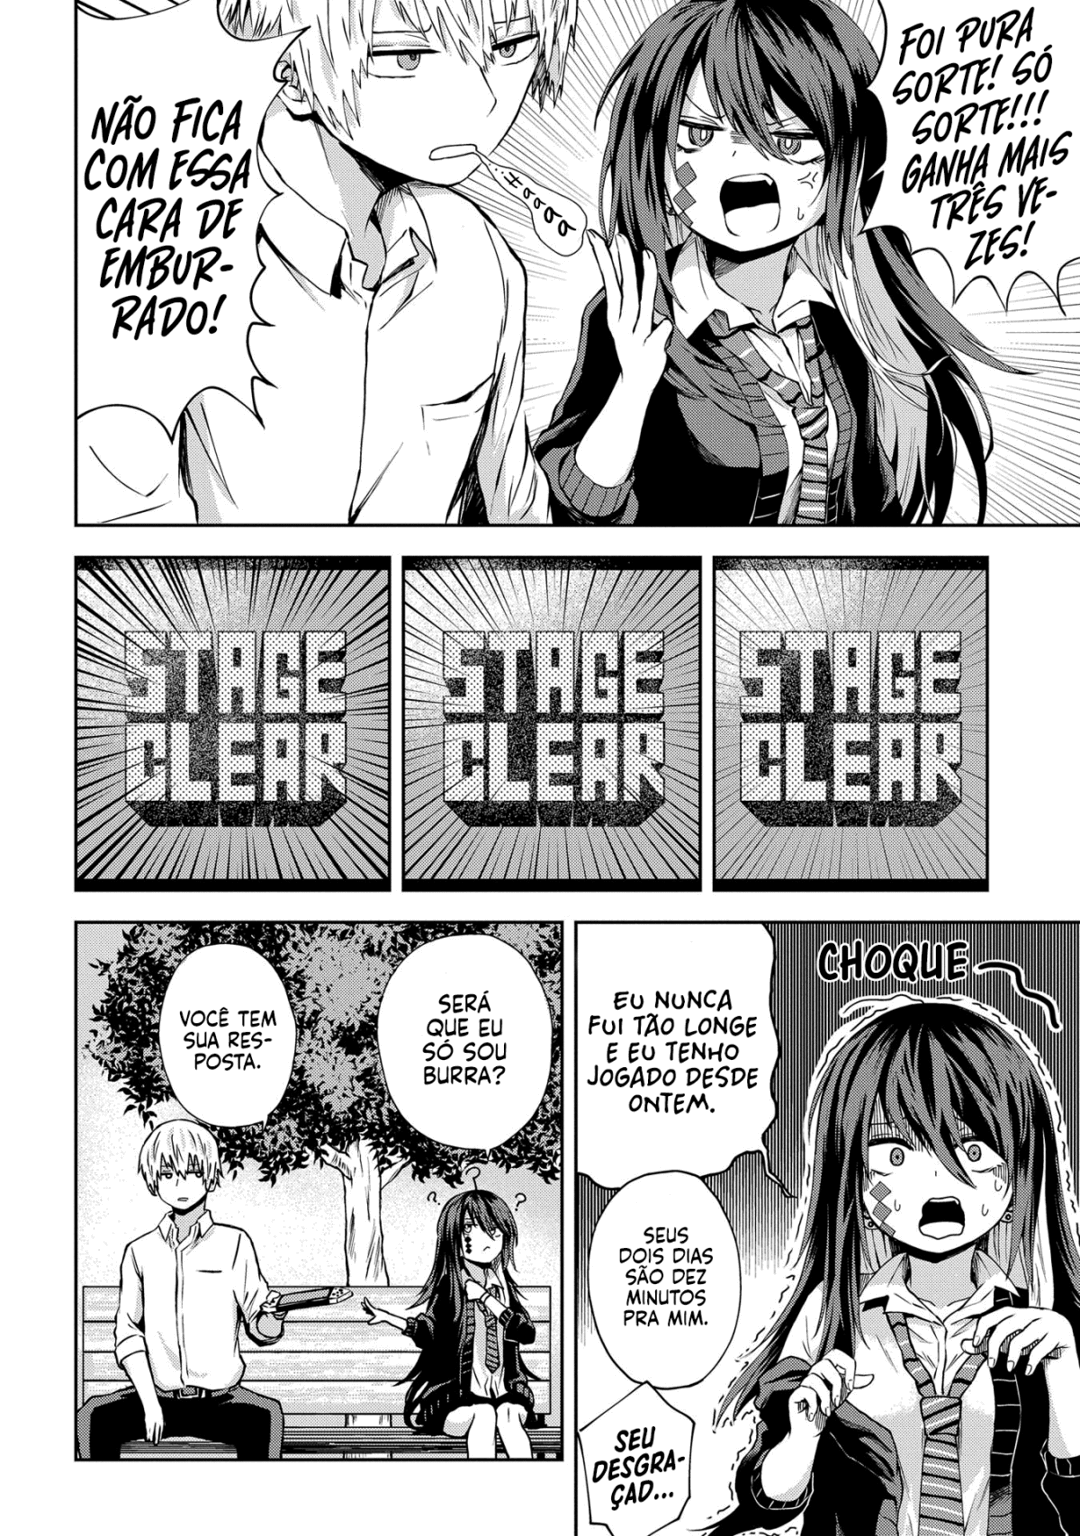 FOI PURA
SORTE! SÓ
SORTE!!!
GANHA MAIS
TRÊS VE-
ZES!
Haaaa
NÃO FICA
COM ESSA
CARA DE
EMBUR-
RADO!
STAGE
CLEAR
STAGE
CLEAR
STAGE
CLEAR
CHOQUE
EU NUNCA
FUI TÃO LONGE
E EU TENHO
JOGADO DESDE
ONTEM.
SEUS
DOIS DIAS
SÃO DEZ
MINUTOS
PRA MIM.
SEU
DESGRA-
ÇAD...
SERÁ
QUE EU
SÓ SOU
BURRA?
VOCÊ TEM
SUA RES-
POSTA.
? ? ?